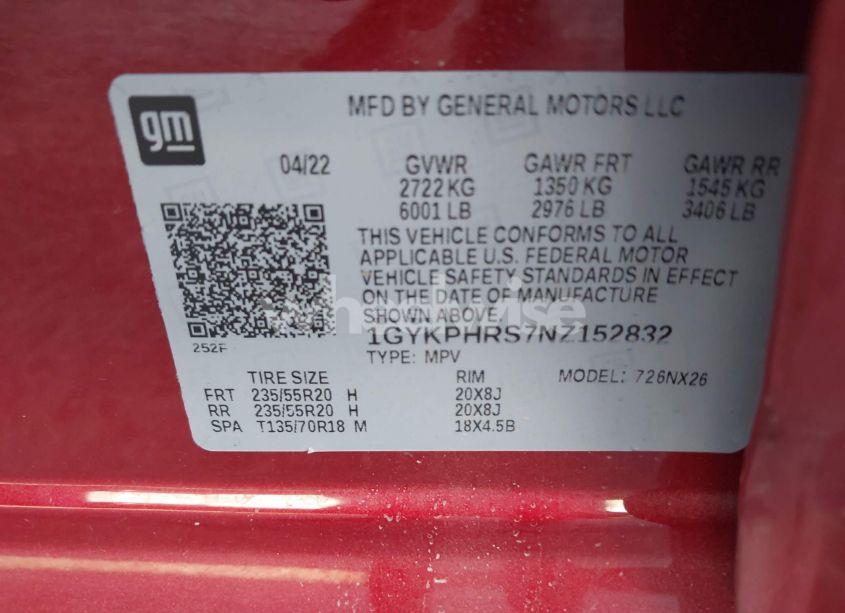 gm
MFD BY GENERAL MOTORS LLC
04/22 GVWR GAWR FRT GAWR RR
2722 KG 1350 KG 1545 KG
6001 LB 2976 LB 3406 LB
THIS VEHICLE CONFORMS TO ALL
APPLICABLE U.S. FEDERAL MOTOR
VEHICLE SAFETY STANDARDS IN EFFECT
ON THE DATE OF MANUFACTURE
SHOWN ABOVE.
1GYKPHRS7NZ152832
252F
TYPE: MPV
TIRE SIZE RIM MODEL: 726NX26
FRT 235/55R20 H 20X8J
RR 235/55R20 H 20X8J
SPA T135/70R18 M 18X4.5B